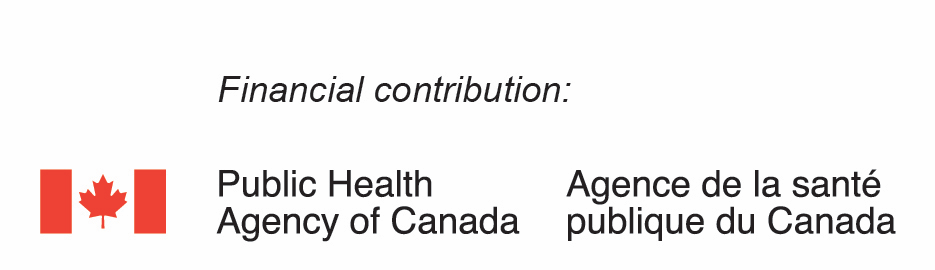 Financial contribution:
Public Health
Agency of Canada
Agence de la santé
publique du Canada